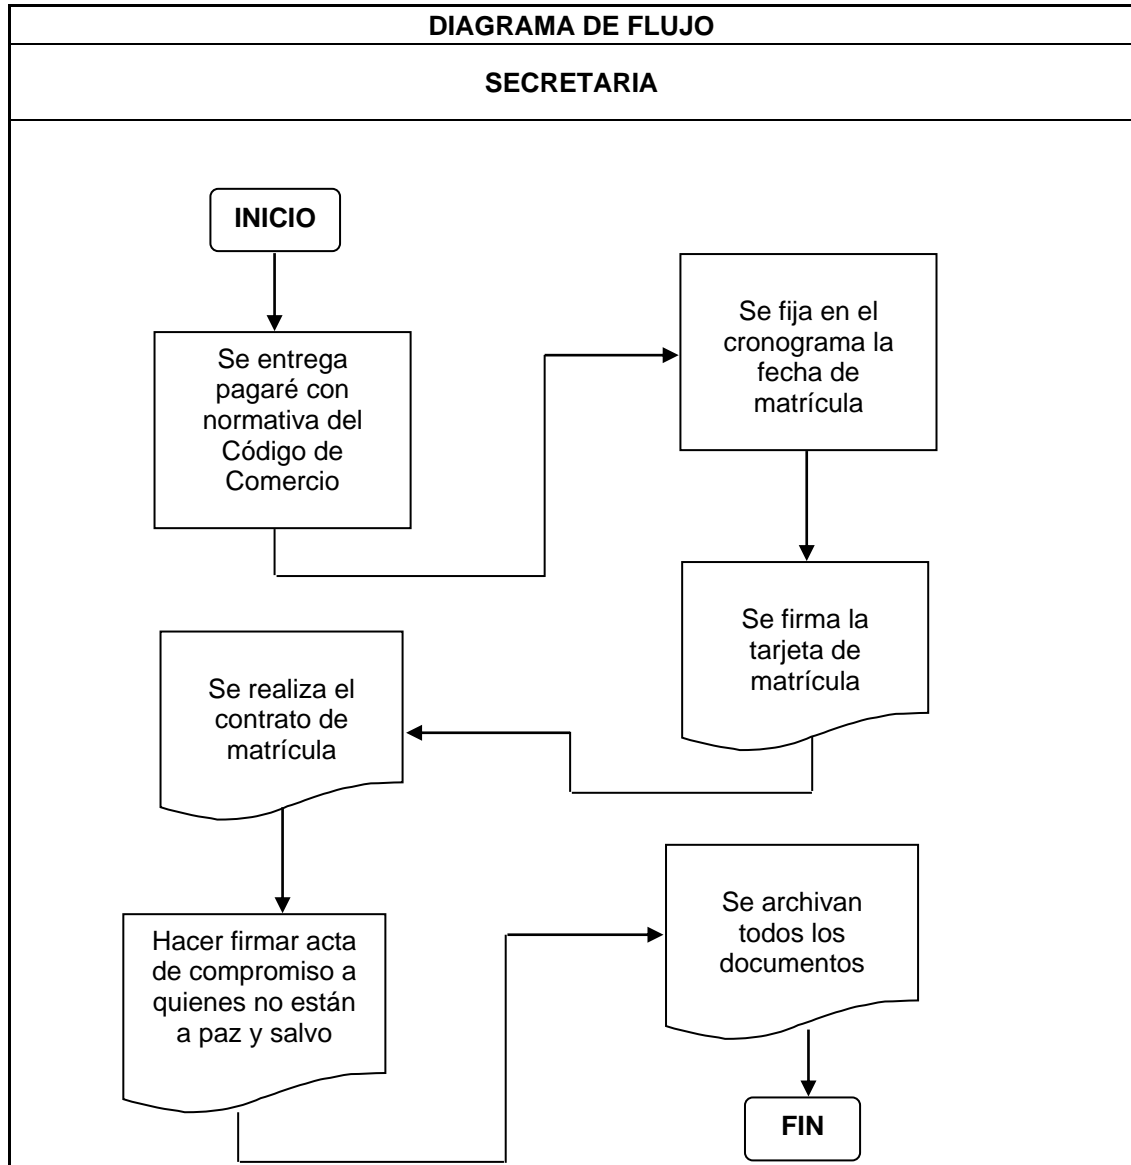 DIAGRAMA DE FLUJO
SECRETARIA
INICIO
Se entrega
pagaré con
normativa del
Código de
Comercio
Se fija en el
cronograma la
fecha de
matrícula
Se firma la
tarjeta de
matrícula
Se realiza el
contrato de
matrícula
Hacer firmar acta
de compromiso a
quienes no están
a paz y salvo
Se archivan
todos los
documentos
FIN